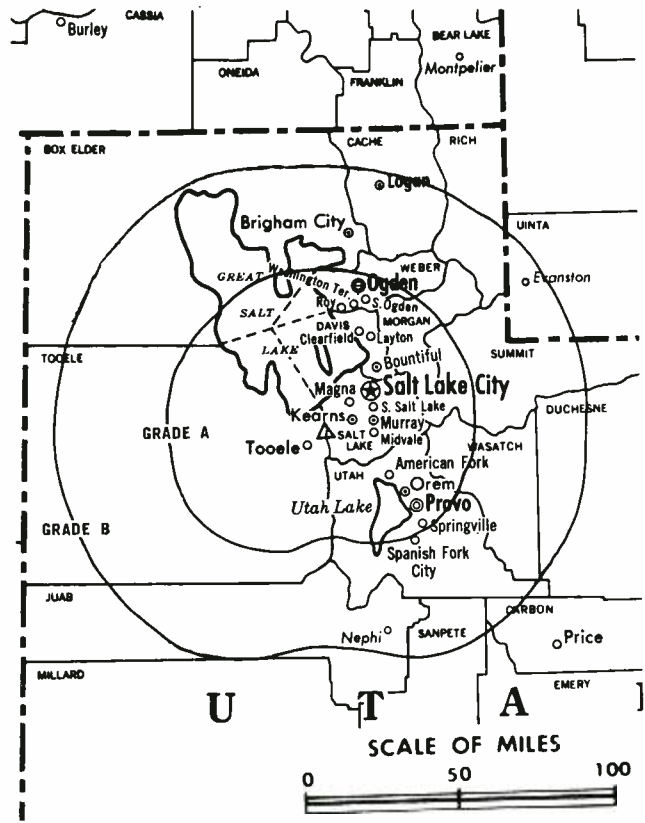 CASSIA
Burley
BEAR LAKE
Montpelier
ONEIDA
FRANKLIN
BOX ELDER
CACHE
RICH
Logan
Brigham City
UINTA
WEBER
GREAT
Washington Ter.
Ogden
Evanston
Roy
S. Ogden
SALT
MORGAN
DAVIS
Clearfield
Layton
LAKE
TOOELE
SUMMIT
Bountiful
Magna
Salt Lake City
S. Salt Lake
DUCHESNE
Kearns
Murray
GRADE A
SALT
LAKE
Midvale
Tooele
WASATCH
American Fork
UTAH
Orem
Utah Lake
Provo
GRADE B
Springville
Spanish Fork
City
JUAB
CARBON
Nephi
SANPETE
Price
MILLARD
EMERY
U T A
SCALE OF MILES
0 50 100